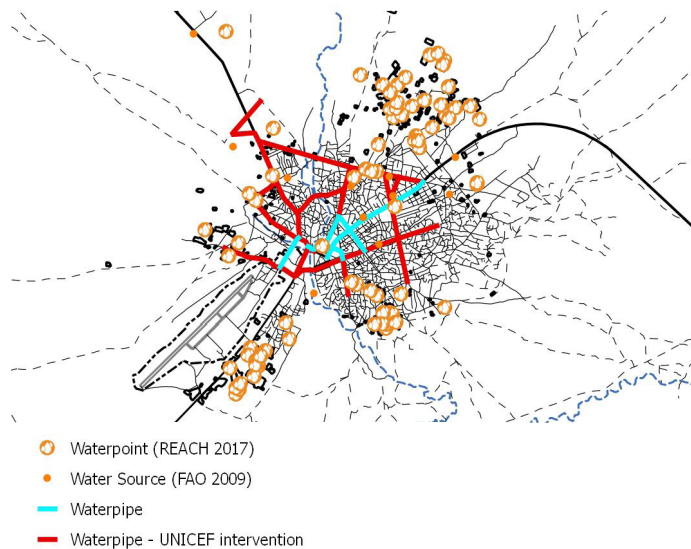 Waterpoint (REACH 2017)
Water Source (FAO 2009)
Waterpipe
Waterpipe - UNICEF intervention